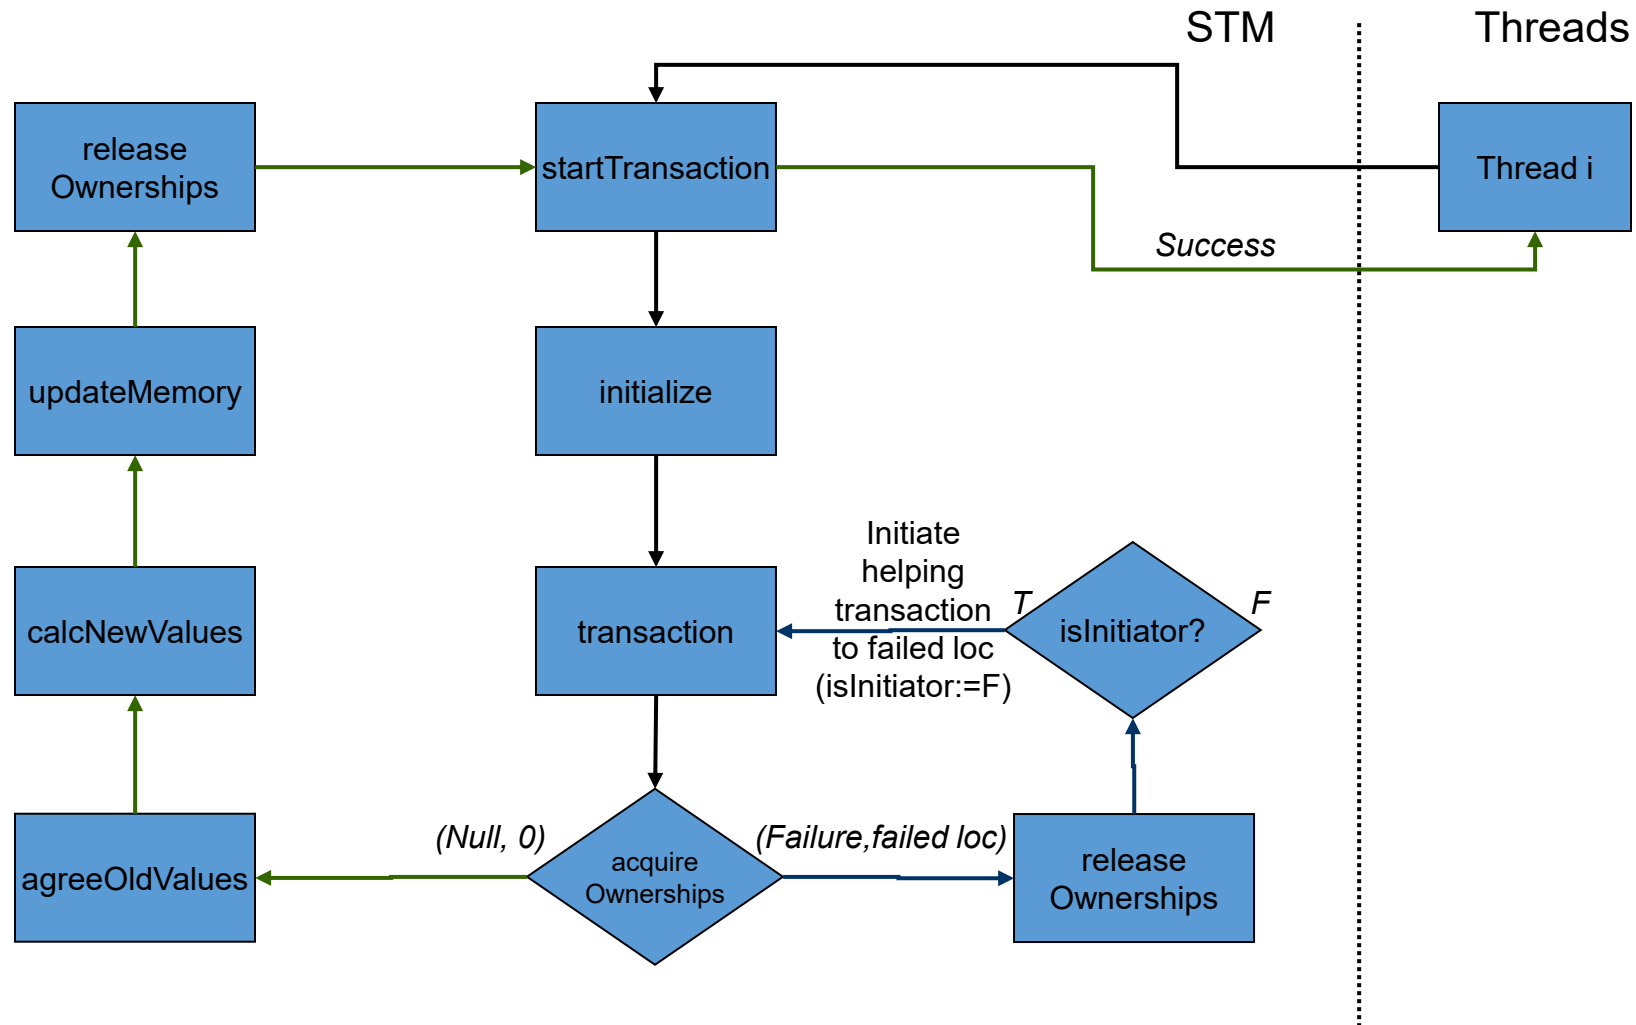 STM
Threads
release
Ownerships
startTransaction
Thread i
Success
updateMemory
initialize
Initiate
helping
transaction
to failed loc
(isInitiator:=F)
T
F
isInitiator?
calcNewValues
transaction
(Null, 0)
(Failure,failed loc)
agreeOldValues
acquire
Ownerships
release
Ownerships